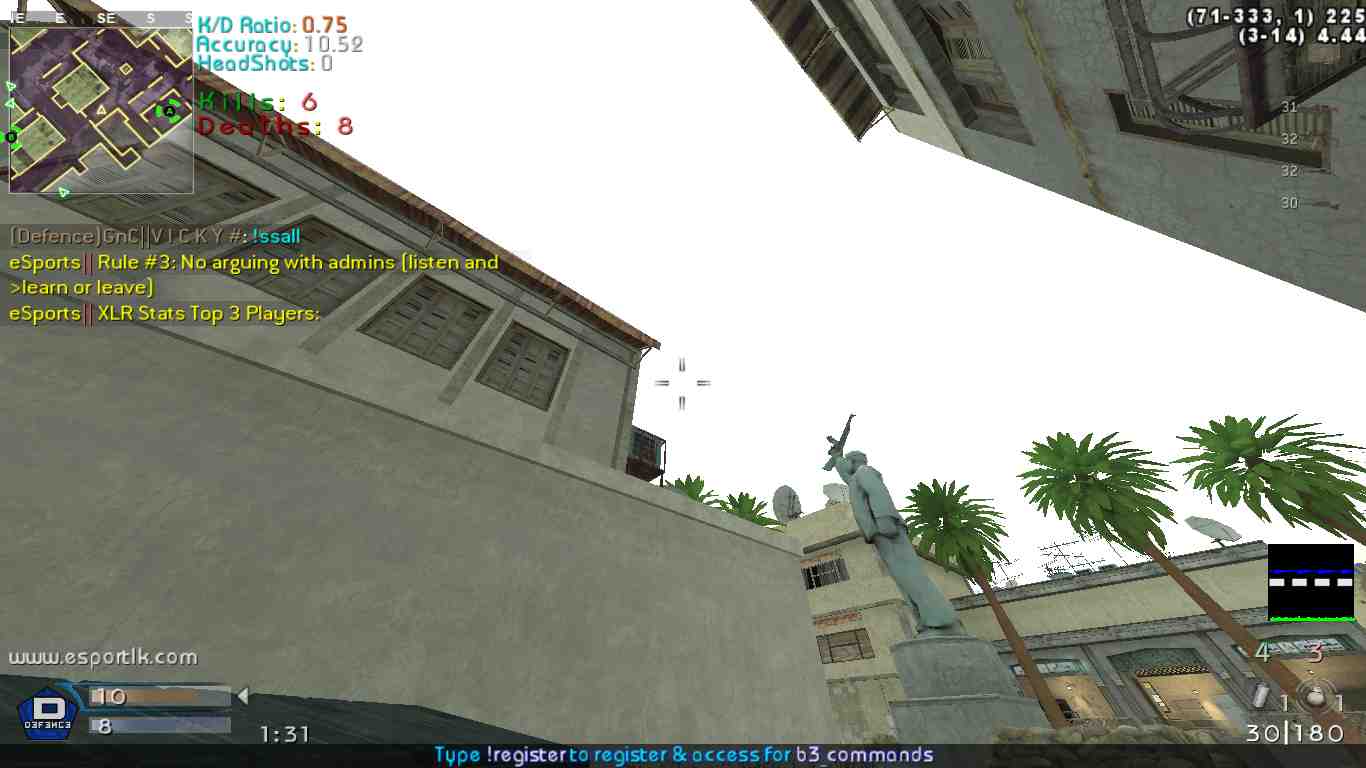 E SE S S
K/D Ratio: 0.75
Accuracy: 10.52
HeadShots: 0
Kills: 6
Deaths: 8
(71-333, 1) 225
(3-14) 4.44
31
32
32
30
A
(Defence)GnC||V I C K Y #: !ssall
eSports|| Rule #3: No arguing with admins (listen and
>learn or leave)
eSports|| XLR Stats Top 3 Players:
www.esportlk.com
10
8
D
DEFENCE
1:31
4 3
1 1
30|180
Type !register to register & access for b3_commands